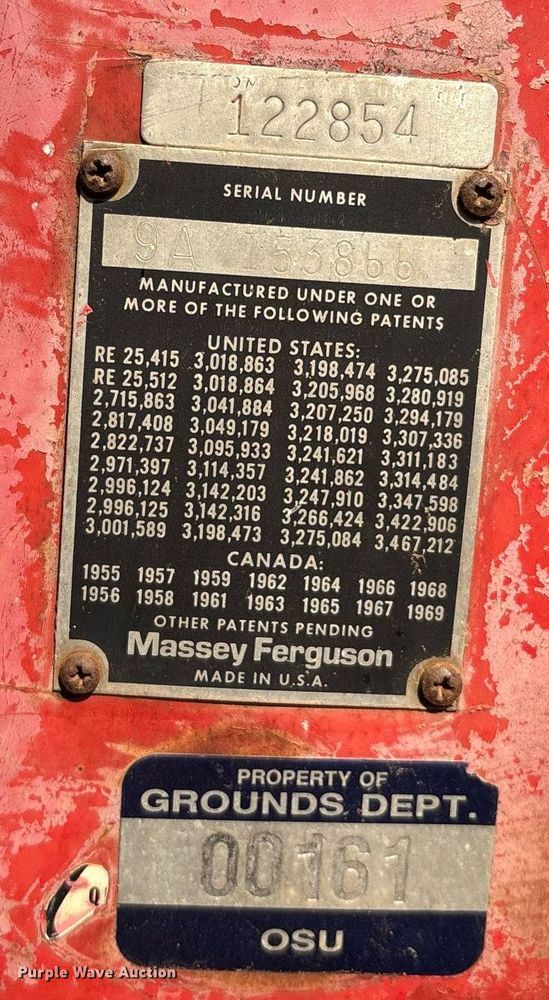 122854
SERIAL NUMBER
9A 153866
MANUFACTURED UNDER ONE OR
MORE OF THE FOLLOWING PATENTS
UNITED STATES:
RE 25,415 3,018,863 3,198,474 3,275,085
RE 25,512 3,018,864 3,205,968 3,280,919
2,715,863 3,041,884 3,207,250 3,294,179
2,817,408 3,049,179 3,218,019 3,307,336
2,822,737 3,095,933 3,241,621 3,311,183
2,971,397 3,114,357 3,241,862 3,314,484
2,996,124 3,142,203 3,247,910 3,347,598
2,996,125 3,142,316 3,266,424 3,422,906
3,001,589 3,198,473 3,275,084 3,467,212
CANADA:
1955 1957 1959 1962 1964 1966 1968
1956 1958 1961 1963 1965 1967 1969
OTHER PATENTS PENDING
Massey Ferguson
MADE IN U.S.A.
PROPERTY OF
GROUNDS DEPT.
00161
OSU
Purple Wave Auction